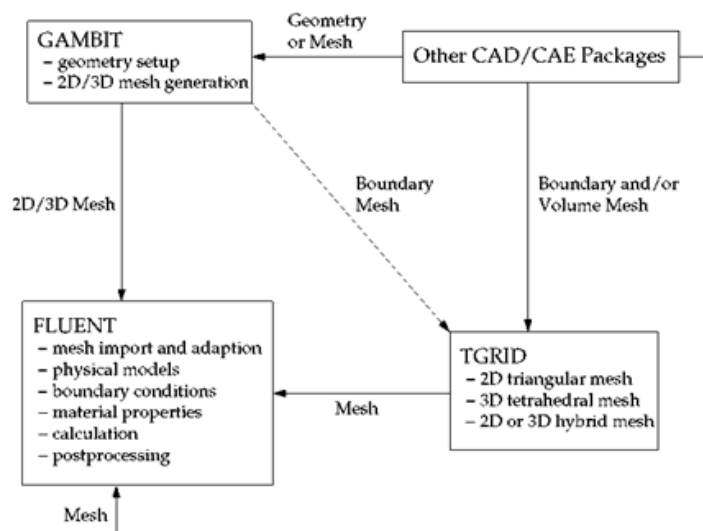 Geometry
or Mesh
GAMBIT
– geometry setup
– 2D/3D mesh generation
Other CAD/CAE Packages
2D/3D Mesh
Boundary
Mesh
Boundary and/or
Volume Mesh
FLUENT
– mesh import and adaption
– physical models
– boundary conditions
– material properties
– calculation
– postprocessing
Mesh
TGRID
– 2D triangular mesh
– 3D tetrahedral mesh
– 2D or 3D hybrid mesh
Mesh